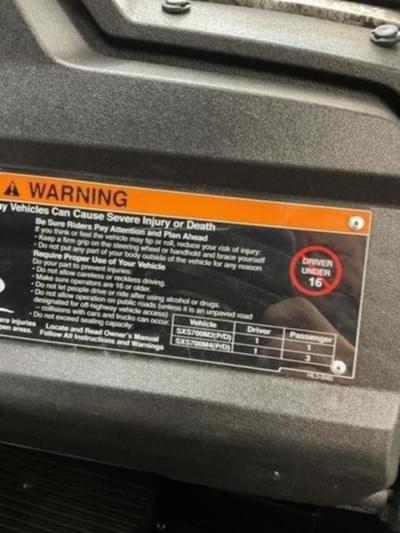 WARNING
y Vehicles Can Cause Severe Injury or Death
Be Sure Riders Pay Attention and Plan Ahead
If you think or feel the vehicle may tip or roll, reduce your risk of injury:
• Keep a firm grip on the steering wheel or handhold and brace yourself
• Do not put any part of your body outside of the vehicle for any reason
Require Proper Use of Your Vehicle
Do your part to prevent injuries:
• Do not allow careless or reckless driving.
• Make sure operators are 16 or older.
• Do not let people drive or ride after using alcohol or drugs.
• Do not allow operation on public roads (unless it is an unpaved road
designated for off-highway vehicle access)
– collisions with cars and trucks can occur.
• Do not exceed seating capacity.
DRIVER
UNDER
16
ere injuries
pen areas.
Locate and Read Owner's Manual
Follow All Instructions and Warnings
Vehicle Driver Passenger
SXS700M2(P/D) 1 1
SXS700M4(P/D) 1 3